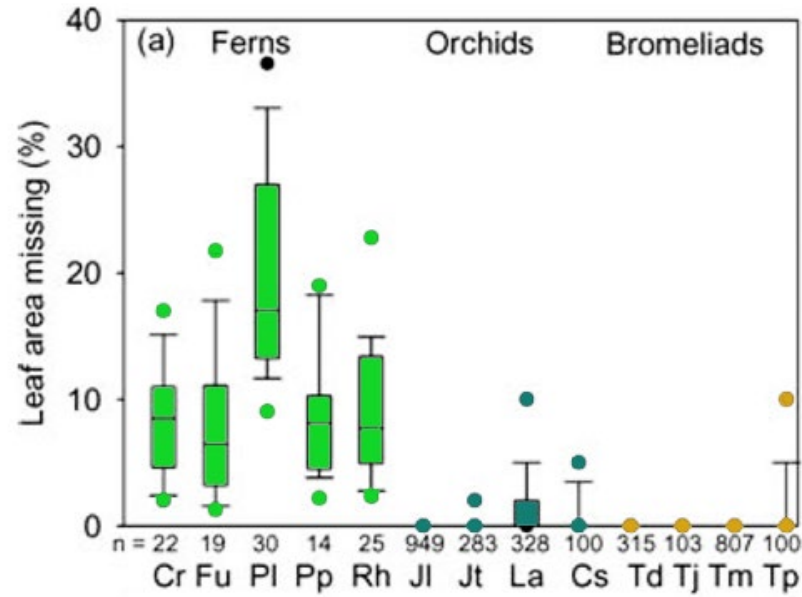 (a) Ferns Orchids Bromeliads
Leaf area missing (%)
40
30
20
10
0
n = 22 19 30 14 25 949 283 328 100 315 103 807 100
Cr Fu Pl Pp Rh Jl Jt La Cs Td Tj Tm Tp